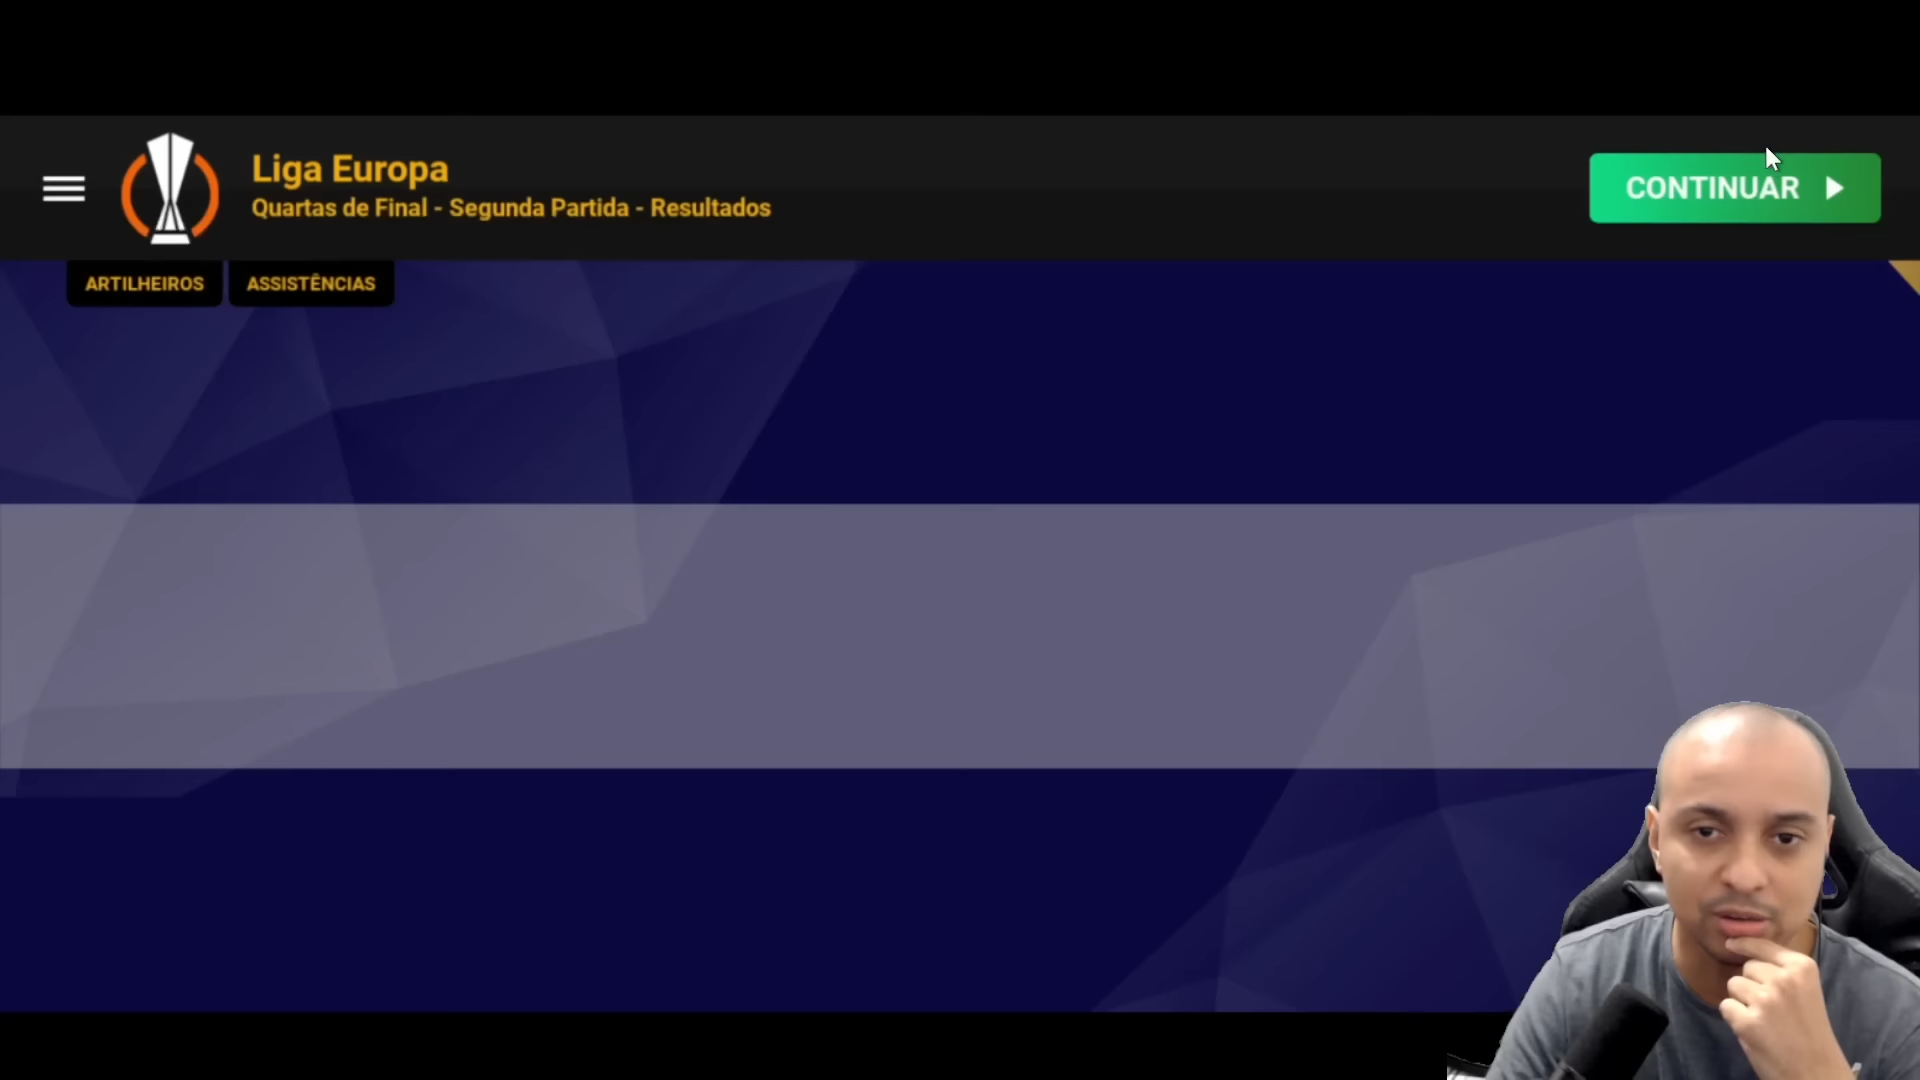 Liga Europa
Quartas de Final - Segunda Partida - Resultados
CONTINUAR
ARTILHEIROS
ASSISTÊNCIAS